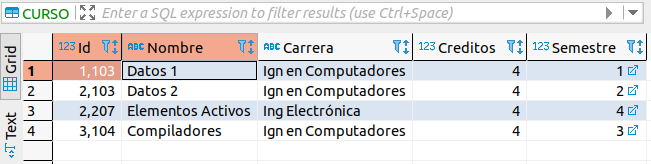 CURSO Enter a SQL expression to filter results (use Ctrl+Space)
Grid
Text
123 Id ABC Nombre ABC Carrera 123 Creditos 123 Semestre
1 1,103 Datos 1 Ign en Computadores 4 1
2 2,103 Datos 2 Ign en Computadores 4 2
3 2,207 Elementos Activos Ing Electrónica 4 4
4 3,104 Compiladores Ign en Computadores 4 3